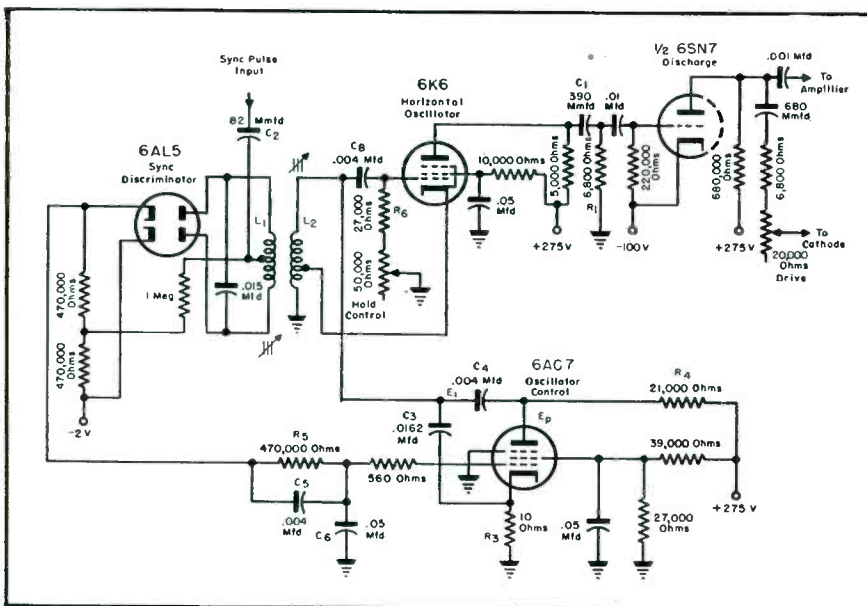 Sync Pulse
Input
82 Mmfd
C2
6AL5
Sync
Discriminator
L1
L2
.015
Mfd
1 Meg
470,000
Ohms
470,000
Ohms
-2V
C8
.004 Mfd
6K6
Horizontal
Oscillator
27,000
Ohms
R6
50,000
Ohms
Hold Control
10,000 Ohms
.05
Mfd
5,000 Ohms
+275V
C1
390
Mmfd
.01
Mfd
6,800 Ohms
R1
220,000
Ohms
-100V
1/2 6SN7
Discharge
680,000
Ohms
+275V
.001 Mfd
To
Amplifier
680
Mmfd
6,800
Ohms
To
Cathode
20,000
Ohms
Drive
6AC7
Oscillator
Control
C4
.004 Mfd
E1
Ep
C3
.0162
Mfd
R4
21,000 Ohms
39,000 Ohms
+275V
R5
470,000 Ohms
C5
.004
Mfd
C6
.05
Mfd
560 Ohms
R3
10
Ohms
.05
Mfd
27,000
Ohms